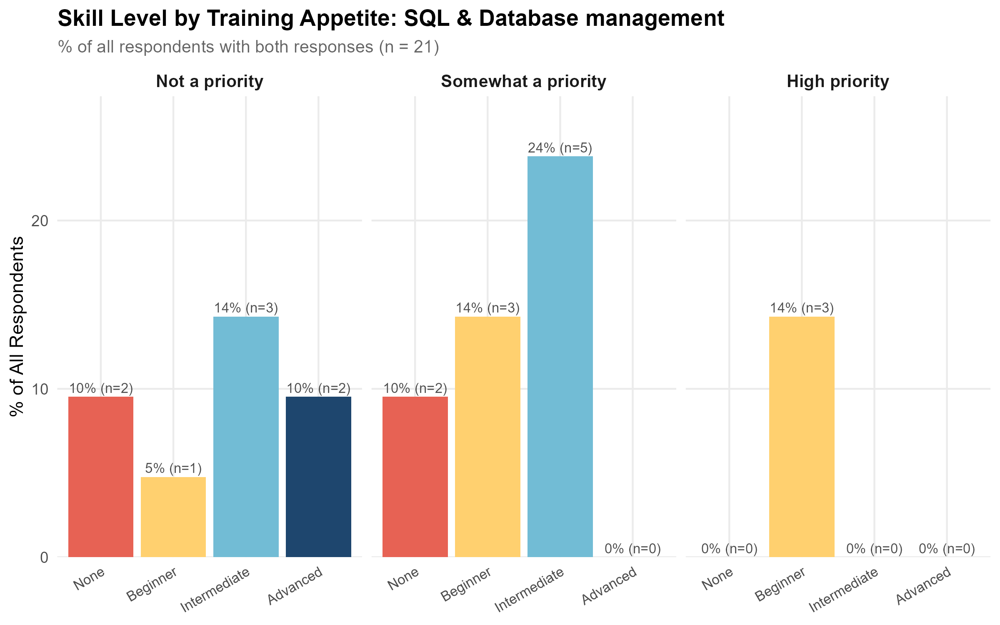 Skill Level by Training Appetite: SQL & Database management
% of all respondents with both responses (n = 21)
Not a priority
Somewhat a priority
High priority
% of All Respondents
20
10
0
10% (n=2)
5% (n=1)
14% (n=3)
10% (n=2)
10% (n=2)
14% (n=3)
24% (n=5)
0% (n=0)
0% (n=0)
14% (n=3)
0% (n=0)
0% (n=0)
None
Beginner
Intermediate
Advanced
None
Beginner
Intermediate
Advanced
None
Beginner
Intermediate
Advanced